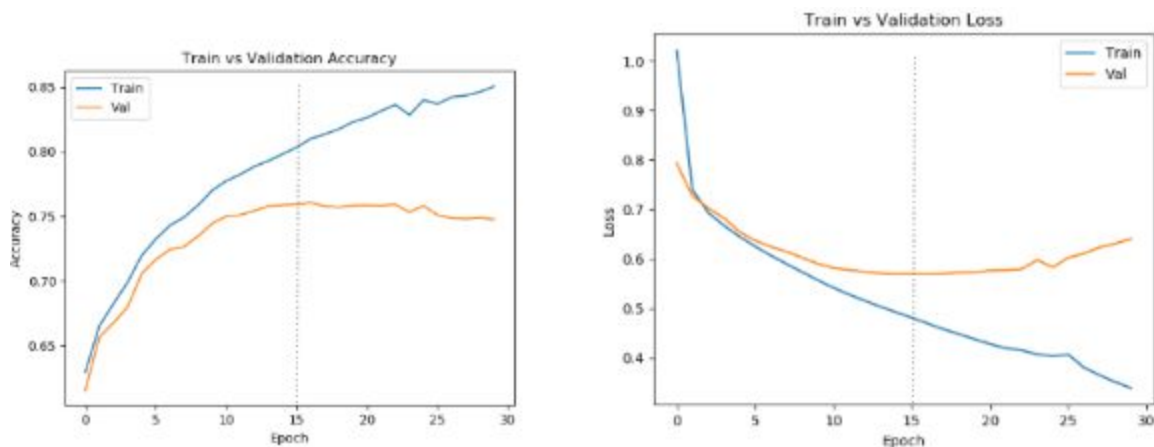 Train vs Validation Accuracy
Train
Val
0.85
0.80
0.75
0.70
0.65
Accuracy
0 5 10 15 20 25 30
Epoch
Train vs Validation Loss
Train
Val
1.0
0.9
0.8
0.7
0.6
0.5
0.4
Loss
0 5 10 15 20 25 30
Epoch